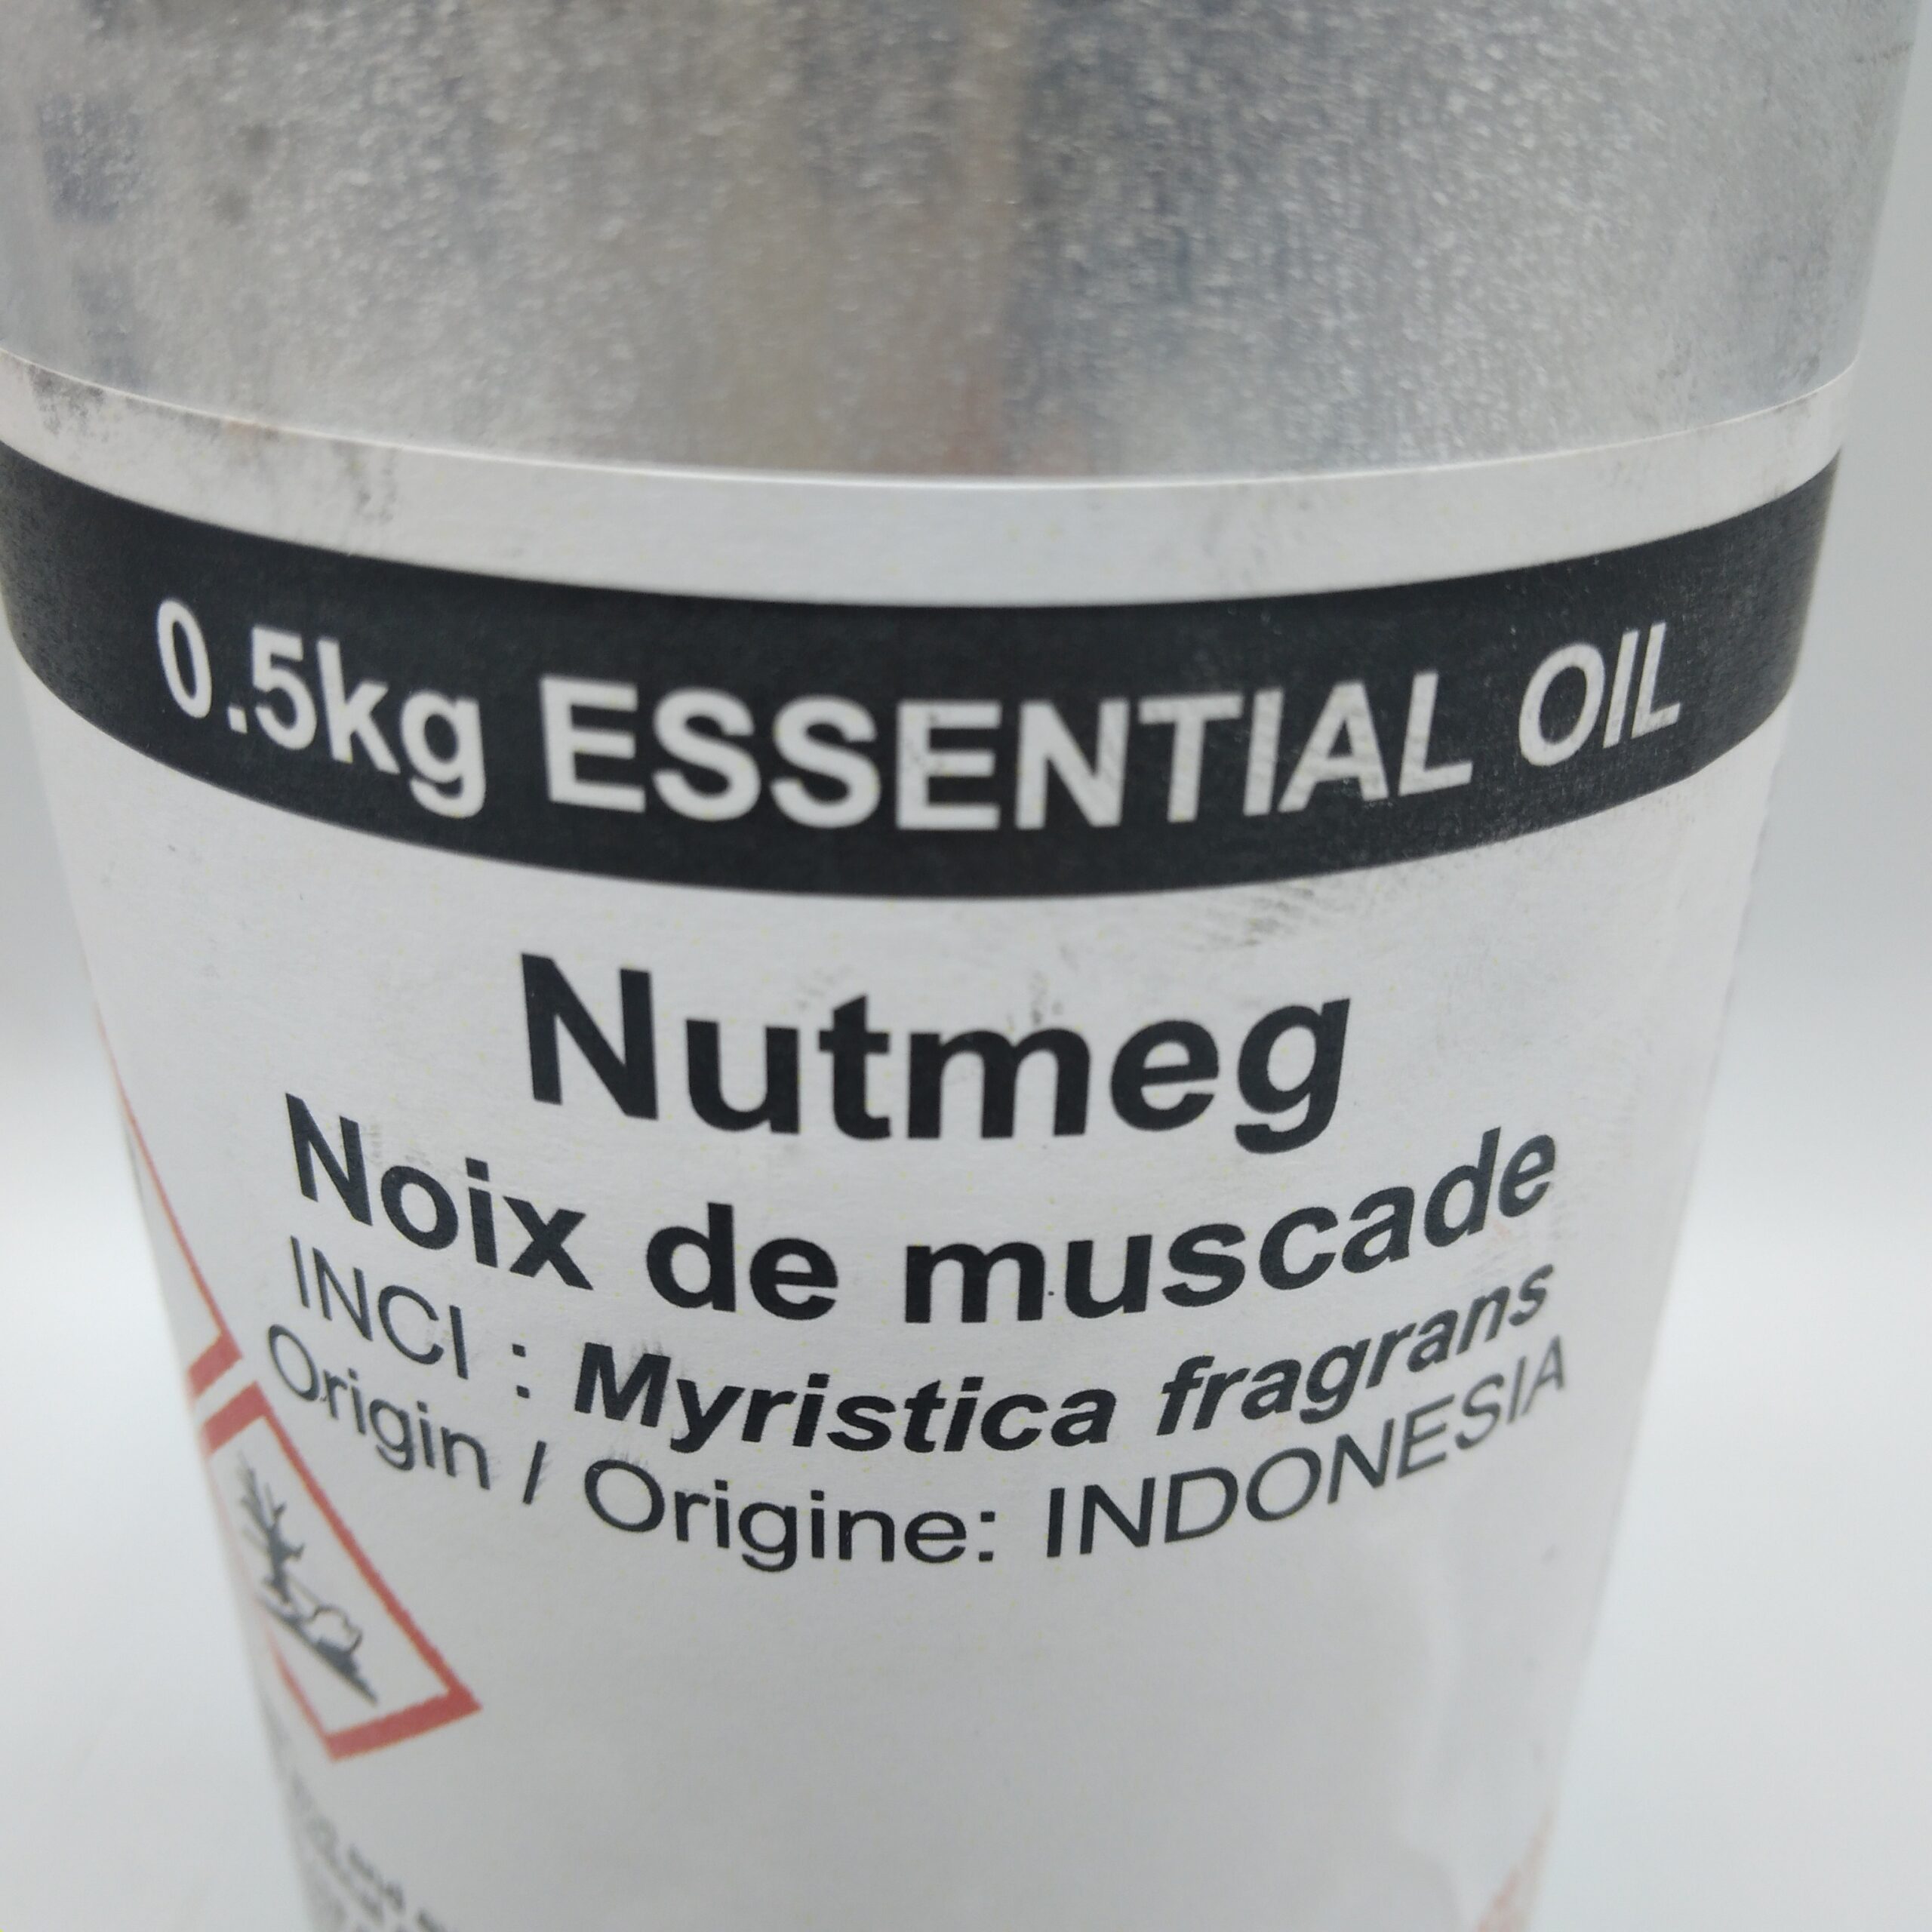 0.5kg ESSENTIAL OIL
Nutmeg
Noix de muscade
INCI : Myristica fragrans
Origin / Origine: INDONESIA